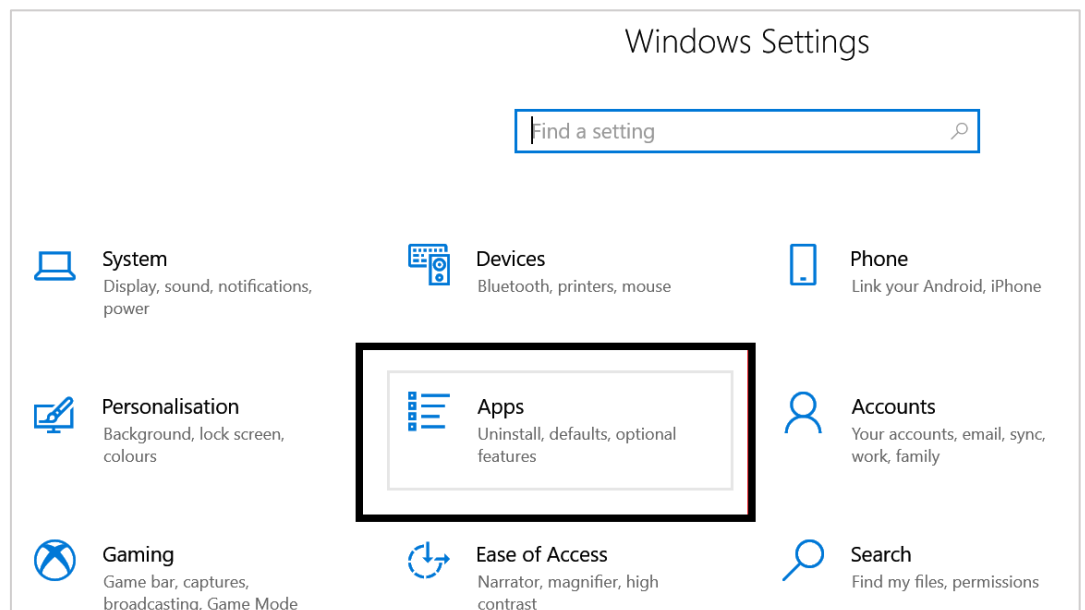 Windows Settings
Find a setting
System
Display, sound, notifications,
power
Devices
Bluetooth, printers, mouse
Phone
Link your Android, iPhone
Personalisation
Background, lock screen,
colours
Apps
Uninstall, defaults, optional
features
Accounts
Your accounts, email, sync,
work, family
Gaming
Game bar, captures,
broadcasting, Game Mode
Ease of Access
Narrator, magnifier, high
contrast
Search
Find my files, permissions